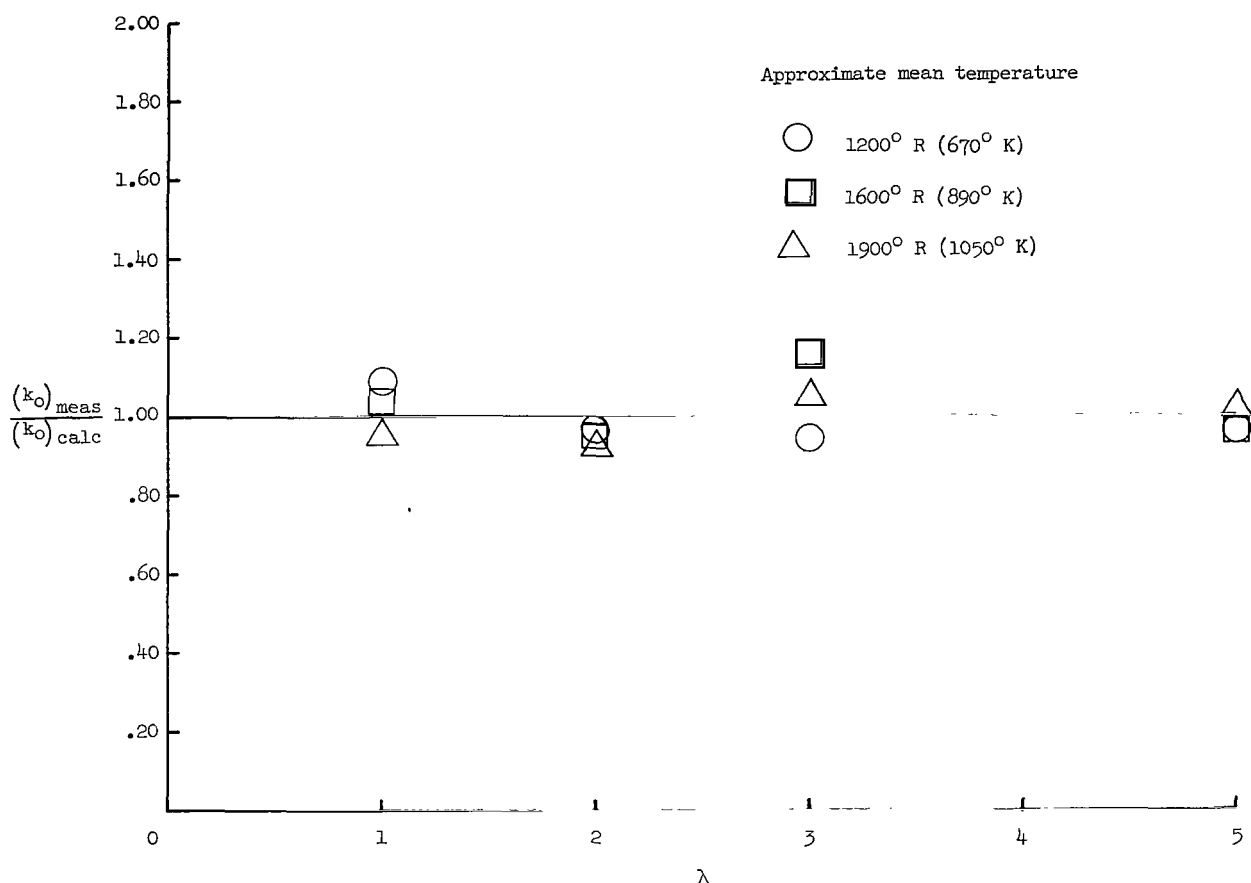 2.00
1.80
1.60
1.40
1.20
1.00
.80
.60
.40
.20
(k₀)meas
(k₀)calc
Approximate mean temperature
1200° R (670° K)
1600° R (890° K)
1900° R (1050° K)
0 1 2 3 4 5
λ